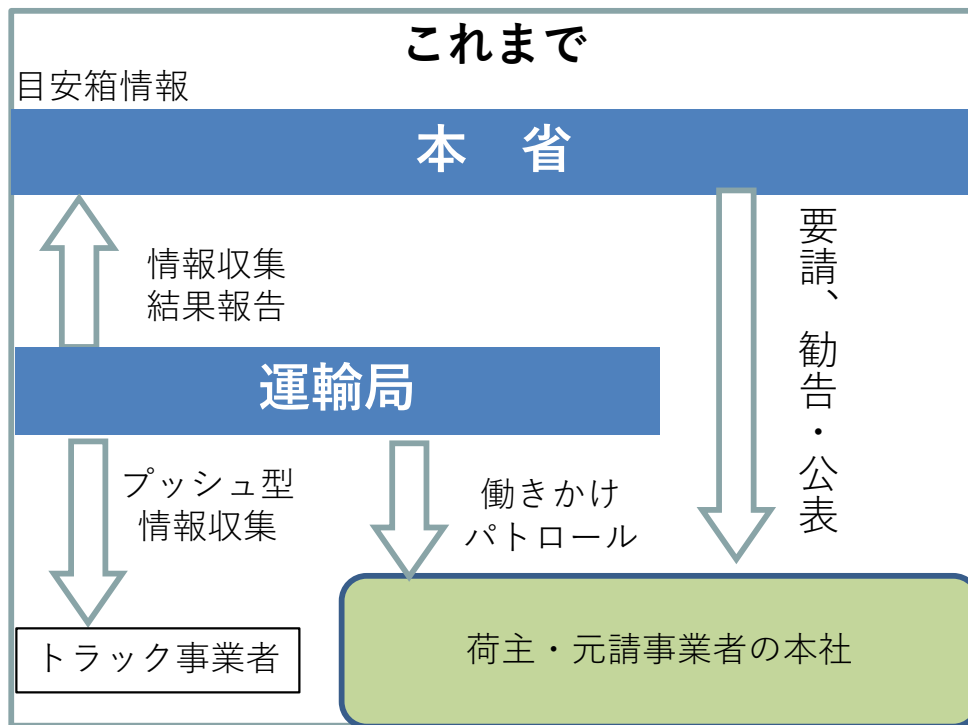 これまで
目安箱情報
本　省
情報収集
結果報告
要請、勧告・公表
運輸局
プッシュ型
情報収集
働きかけ
パトロール
トラック事業者
荷主・元請事業者の本社